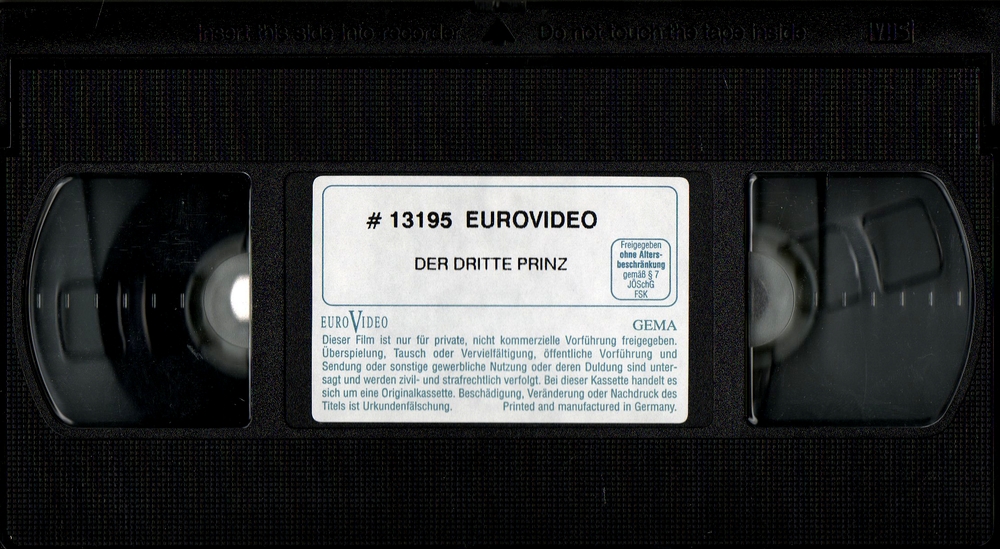 Insert this side into recorder Do not touch the tape inside VHS
# 13195 EUROVIDEO
DER DRITTE PRINZ
Freigegeben
ohne Alters-
beschränkung
gemäß § 7
JÖSchG
FSK
EUROVIDEO GEMA
Dieser Film ist nur für private, nicht kommerzielle Vorführung freigegeben.
Überspielung, Tausch oder Vervielfältigung, öffentliche Vorführung und
Sendung oder sonstige gewerbliche Nutzung oder deren Duldung sind unter-
sagt und werden zivil- und strafrechtlich verfolgt. Bei dieser Kassette handelt es
sich um eine Originalkassette. Beschädigung, Veränderung oder Nachdruck des
Titels ist Urkundenfälschung. Printed and manufactured in Germany.